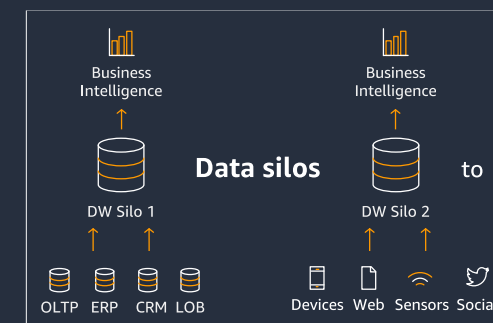 Business
Intelligence
Business
Intelligence
Data silos
to
DW Silo 1
DW Silo 2
OLTP ERP CRM LOB
Devices Web Sensors Social